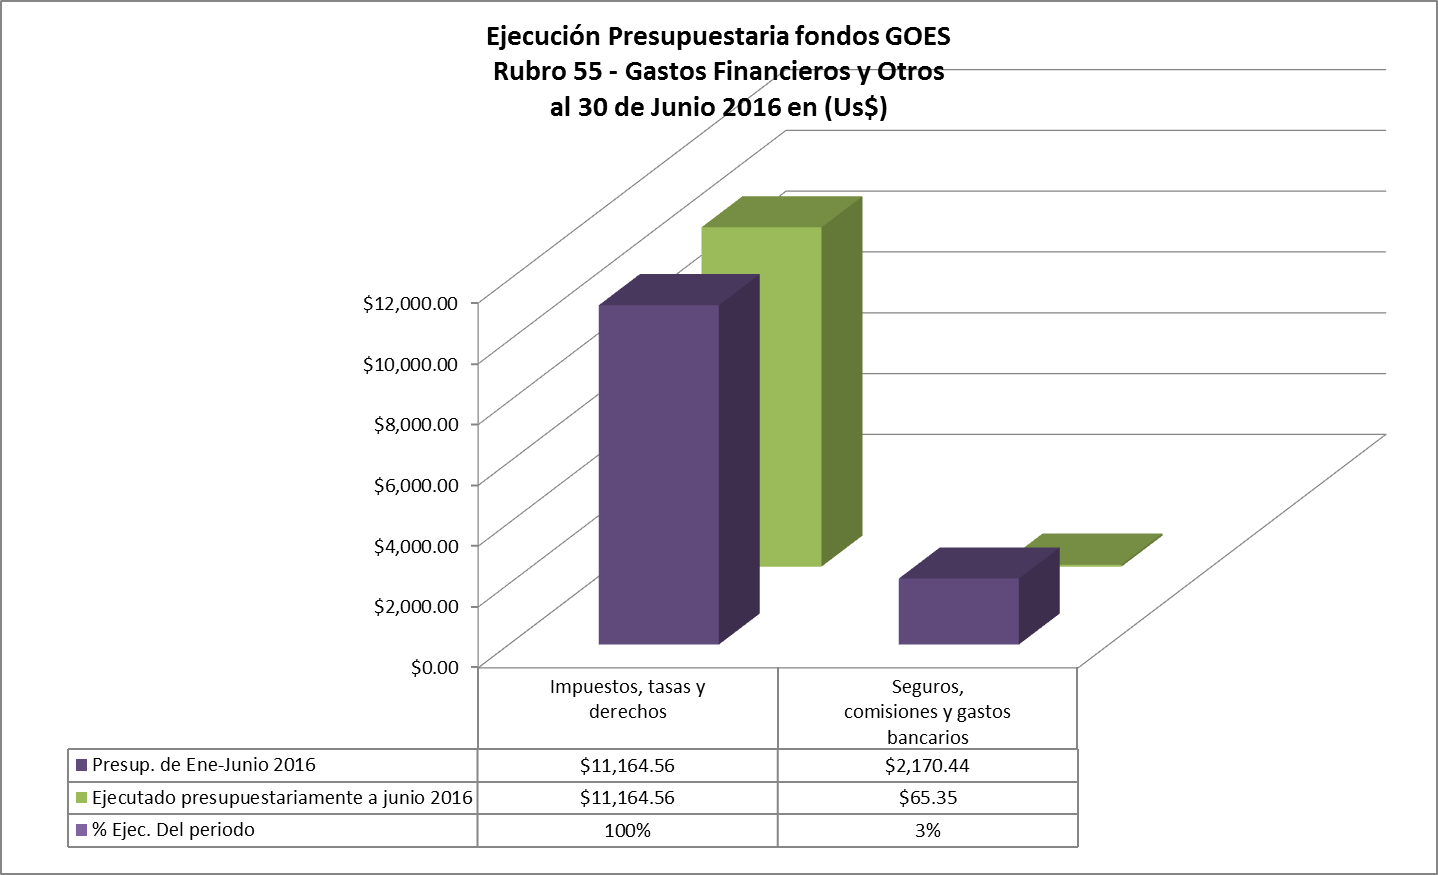 Ejecución Presupuestaria fondos GOES
Rubro 55 - Gastos Financieros y Otros
al 30 de Junio 2016 en (Us$)
$12,000.00
$10,000.00
$8,000.00
$6,000.00
$4,000.00
$2,000.00
$0.00
Impuestos, tasas y
derechos
Seguros,
comisiones y gastos
bancarios
Presup. de Ene-Junio 2016 $11,164.56 $2,170.44
Ejecutado presupuestariamente a junio 2016 $11,164.56 $65.35
% Ejec. Del periodo 100% 3%